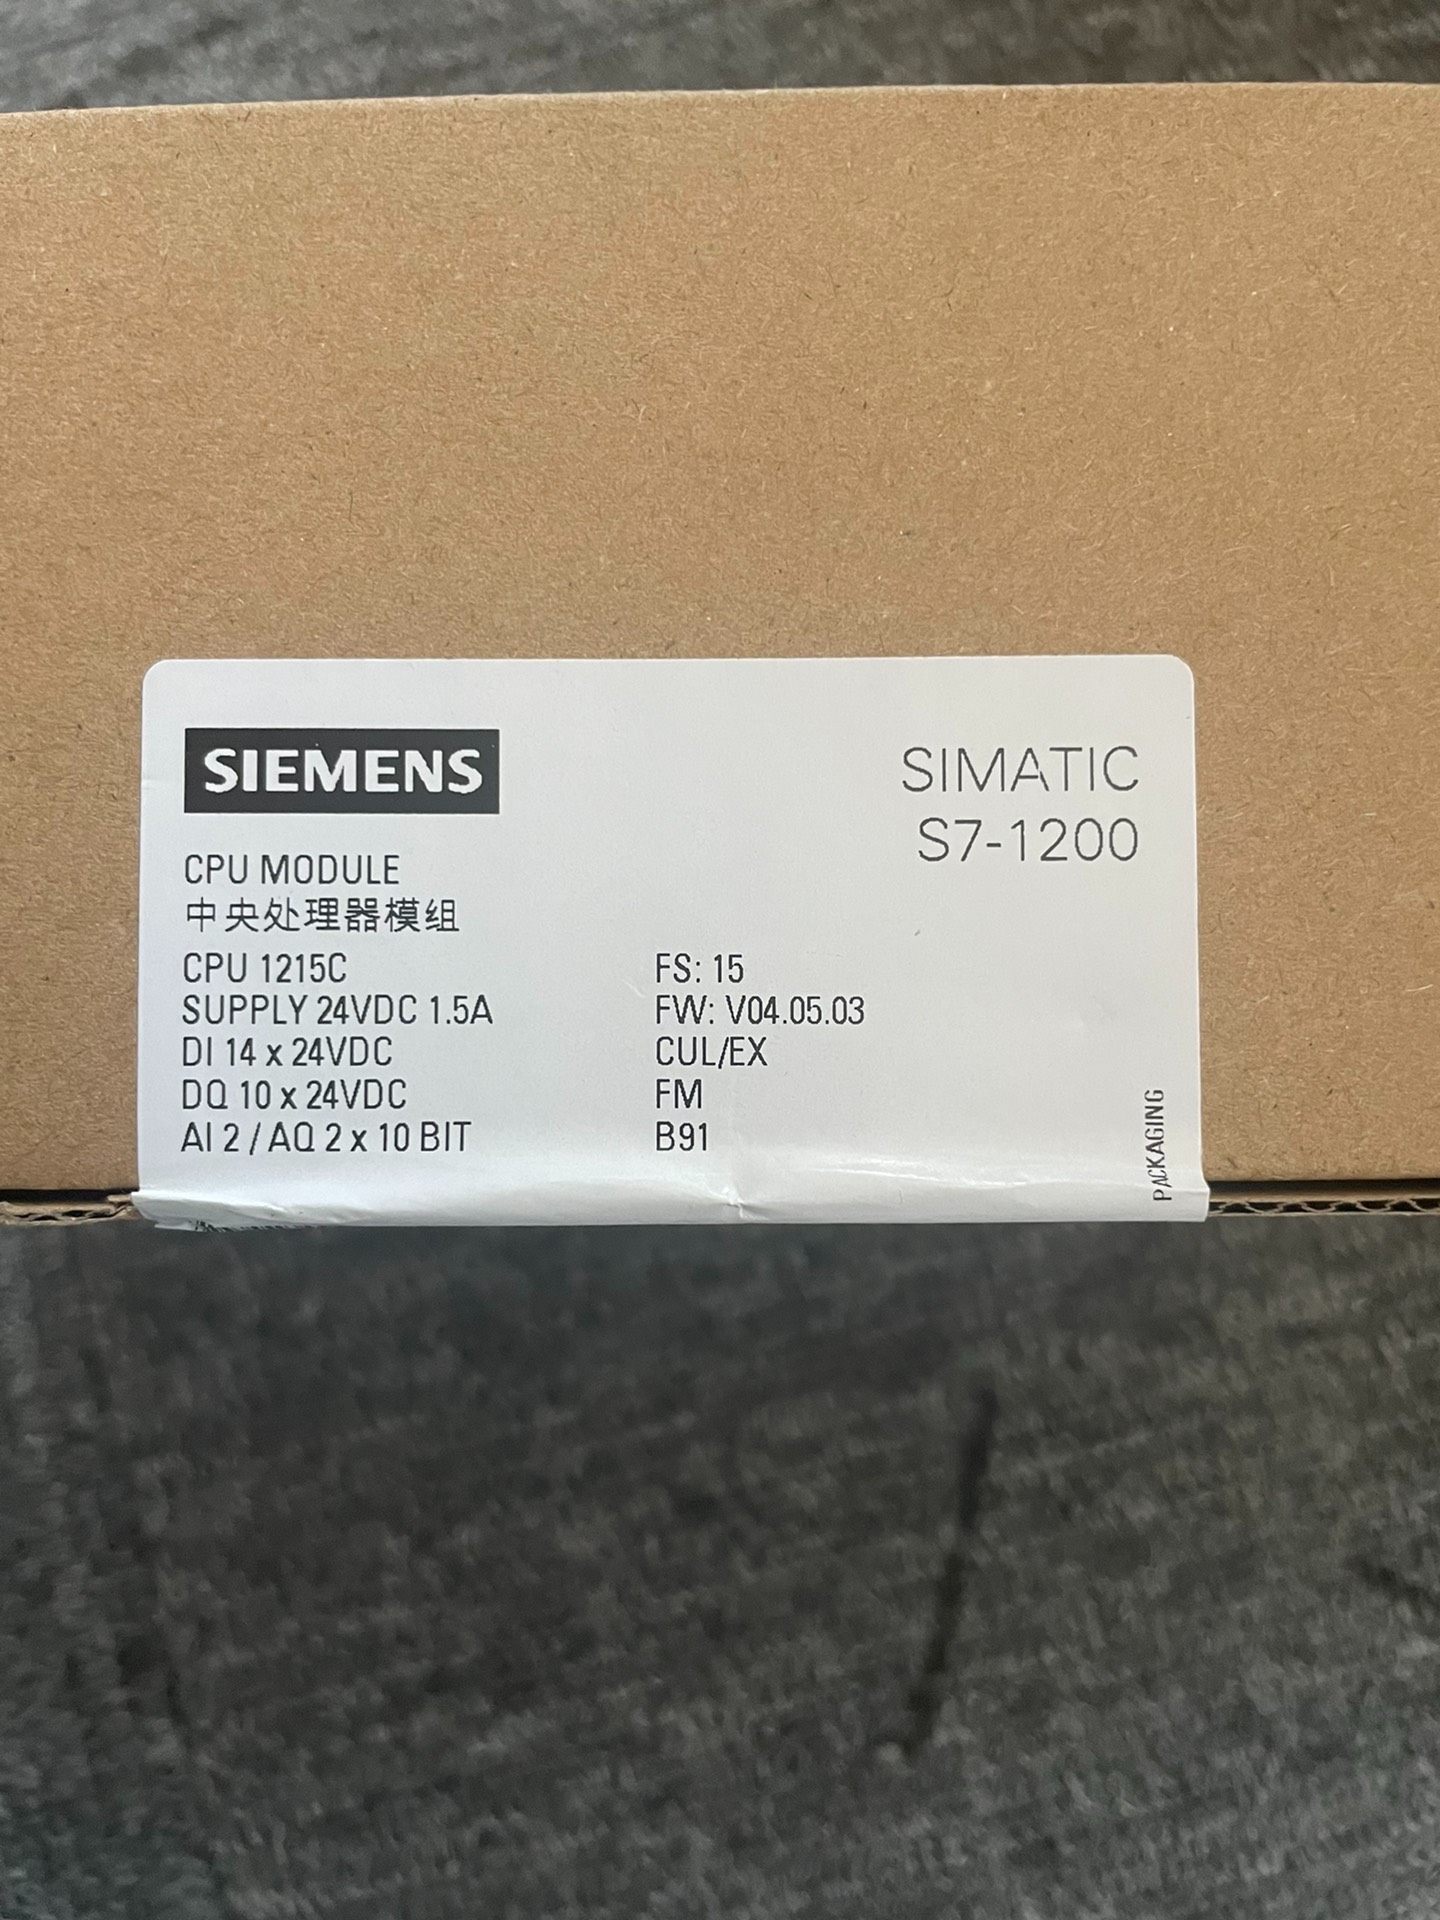 SIEMENS
SIMATIC
S7-1200
CPU MODULE
中央处理器模组
CPU 1215C
SUPPLY 24VDC 1.5A
DI 14 x 24VDC
DQ 10 x 24VDC
AI 2 / AQ 2 x 10 BIT
FS: 15
FW: V04.05.03
CUL/EX
FM
B91
PACKAGING